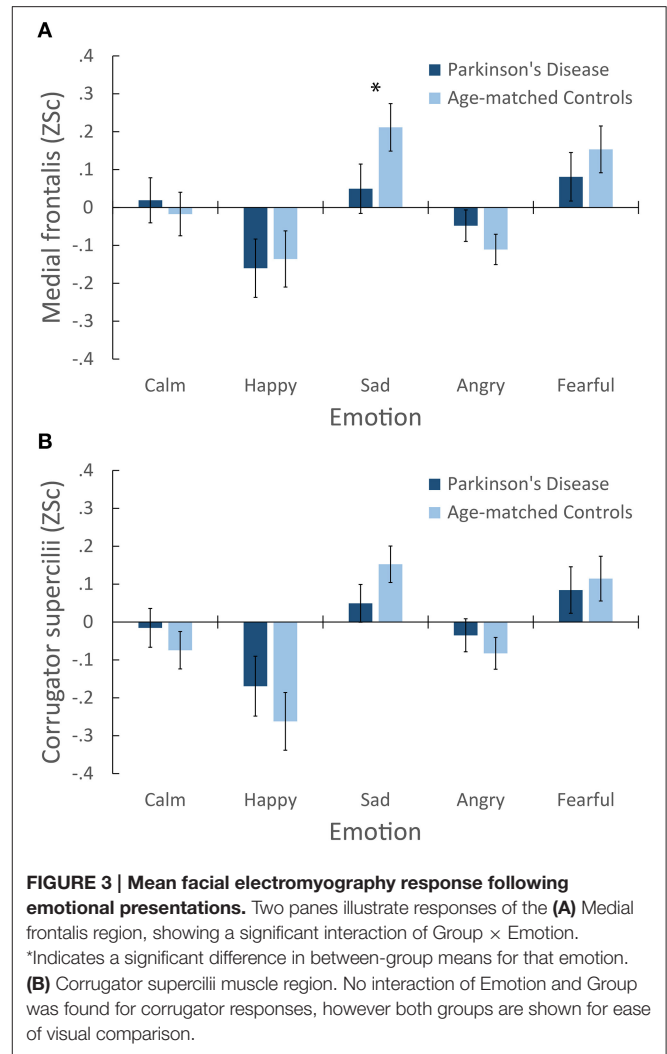 A
.4
.3
.2
.1
0
-.1
-.2
-.3
-.4
Medial frontalis (ZSc)
Parkinson's Disease
Age-matched Controls
*
Calm Happy Sad Angry Fearful
Emotion
B
.4
.3
.2
.1
0
-.1
-.2
-.3
-.4
Corrugator supercilii (ZSc)
Parkinson's Disease
Age-matched Controls
Calm Happy Sad Angry Fearful
Emotion
FIGURE 3 | Mean facial electromyography response following
emotional presentations. Two panes illustrate responses of the (A) Medial
frontalis region, showing a significant interaction of Group × Emotion.
*Indicates a significant difference in between-group means for that emotion.
(B) Corrugator supercilii muscle region. No interaction of Emotion and Group
was found for corrugator responses, however both groups are shown for ease
of visual comparison.